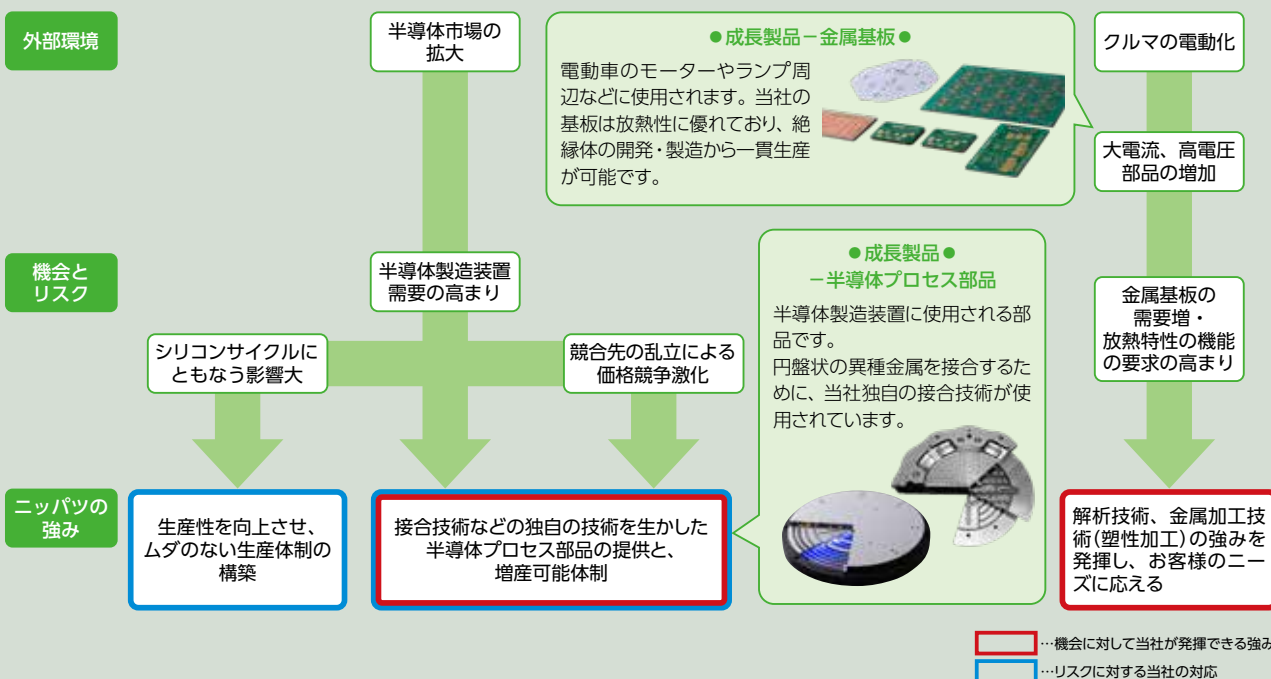 外部環境
半導体市場の
拡大
●成長製品−金属基板●
電動車のモーターやランプ周
辺などに使用されます。当社の
基板は放熱性に優れており、絶
縁体の開発・製造から一貫生産
が可能です。
クルマの電動化
大電流、高電圧
部品の増加
機会と
リスク
半導体製造装置
需要の高まり
シリコンサイクルに
ともなう影響大
競合先の乱立による
価格競争激化
●成長製品●
−半導体プロセス部品
半導体製造装置に使用される部
品です。
円盤状の異種金属を接合するた
めに、当社独自の接合技術が使
用されています。
金属基板の
需要増・
放熱特性の機能
の要求の高まり
ニッパツの
強み
生産性を向上させ、
ムダのない生産体制の
構築
接合技術などの独自の技術を生かした
半導体プロセス部品の提供と、
増産可能体制
解析技術、金属加工技
術(塑性加工)の強みを
発揮し、お客様のニー
ズに応える
…機会に対して当社が発揮できる強み
…リスクに対する当社の対応